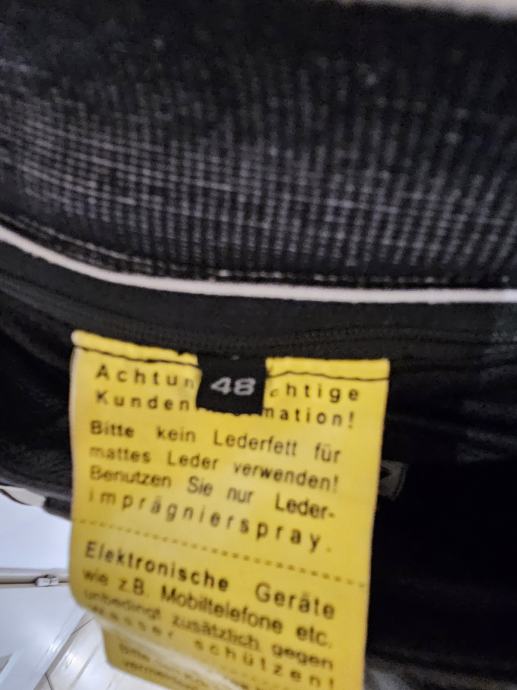 48
Achtun chtige
Kunden mation!
Bitte kein Lederfett für
mattes Leder verwenden!
Benutzen Sie nur Leder-
imprägnierspray.
Elektronische Geräte
wie z.B. Mobiltelefone etc.
unbedingt zusätzlich gegen
Wasser schützen!